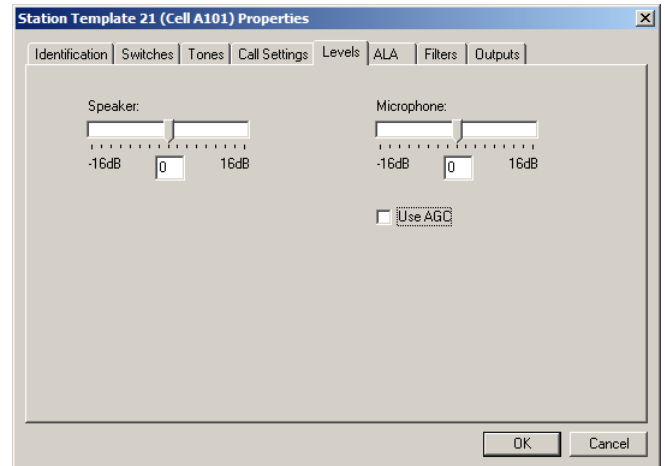 Station Template 21 (Cell A101) Properties
Identification Switches Tones Call Settings Levels ALA Filters Outputs
Speaker: Microphone:
-16dB 0 16dB -16dB 0 16dB
Use AGC
OK Cancel